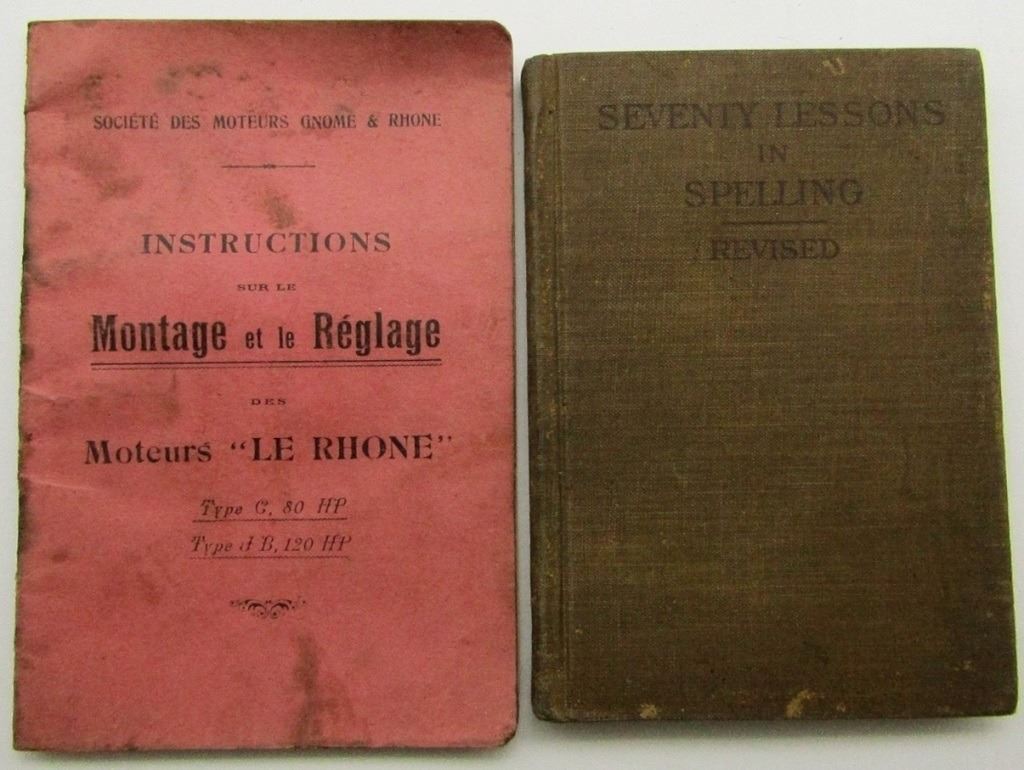 SOCIÉTÉ DES MOTEURS GNOME & RHONE
INSTRUCTIONS
SUR LE
Montage et le Réglage
DES
Moteurs "LE RHONE"
Type C, 80 HP
Type J B, 120 HP
SEVENTY LESSONS
IN
SPELLING
REVISED